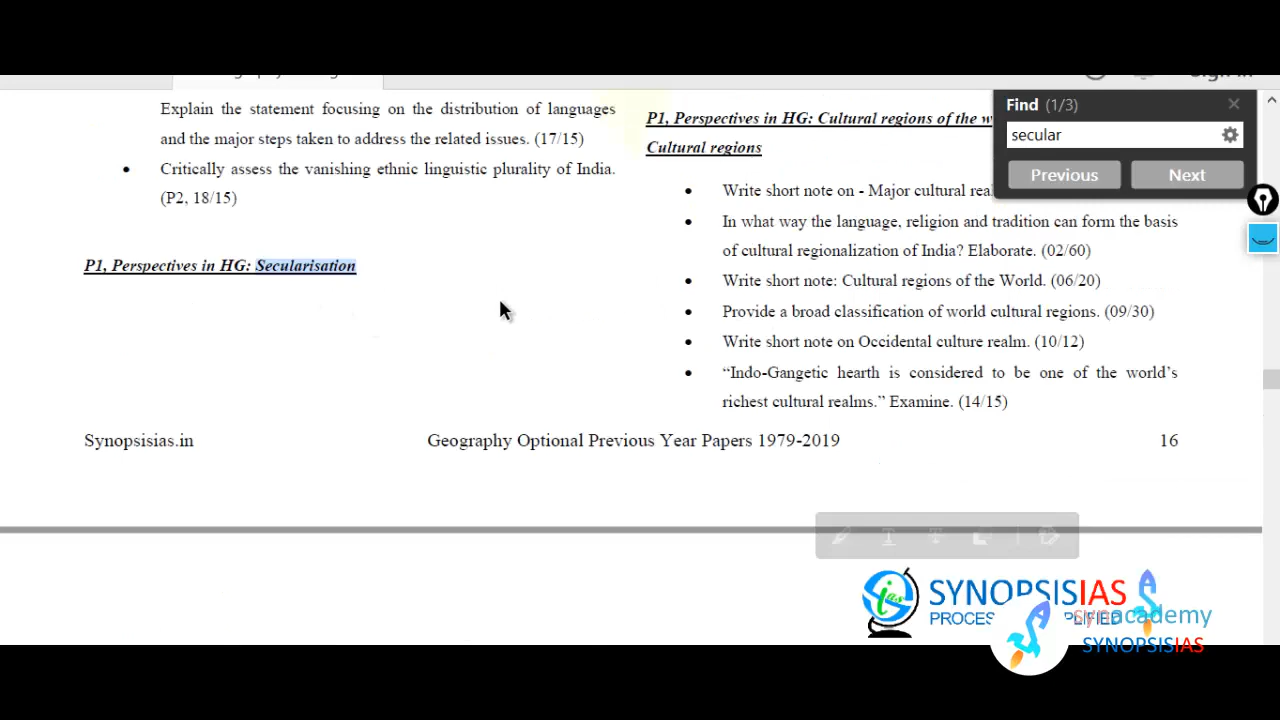 Explain the statement focusing on the distribution of languages
and the major steps taken to address the related issues. (17/15)
• Critically assess the vanishing ethnic linguistic plurality of India.
(P2, 18/15)
P1, Perspectives in HG: Secularisation
P1, Perspectives in HG: Cultural regions of the w
Cultural regions
• Write short note on - Major cultural
• In what way the language, religion and tradition can form the basis
of cultural regionalization of India? Elaborate. (02/60)
• Write short note: Cultural regions of the World. (06/20)
• Provide a broad classification of world cultural regions. (09/30)
• Write short note on Occidental culture realm. (10/12)
• “Indo-Gangetic hearth is considered to be one of the world’s
richest cultural realms.” Examine. (14/15)
Find (1/3)
secular
Previous Next
Synopsisias.in Geography Optional Previous Year Papers 1979-2019 16
ias
SYNOPSISIAS
synacademy
SYNOPSISIAS